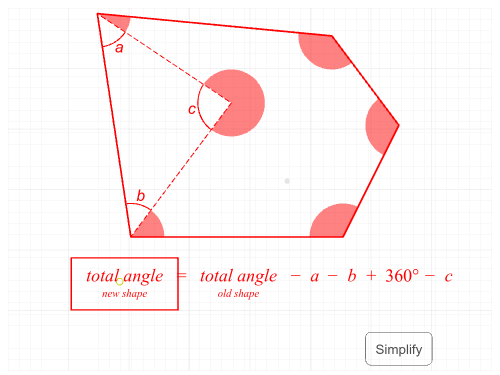 a
c
b
total angle = total angle − a − b + 360° − c
new shape old shape
Simplify